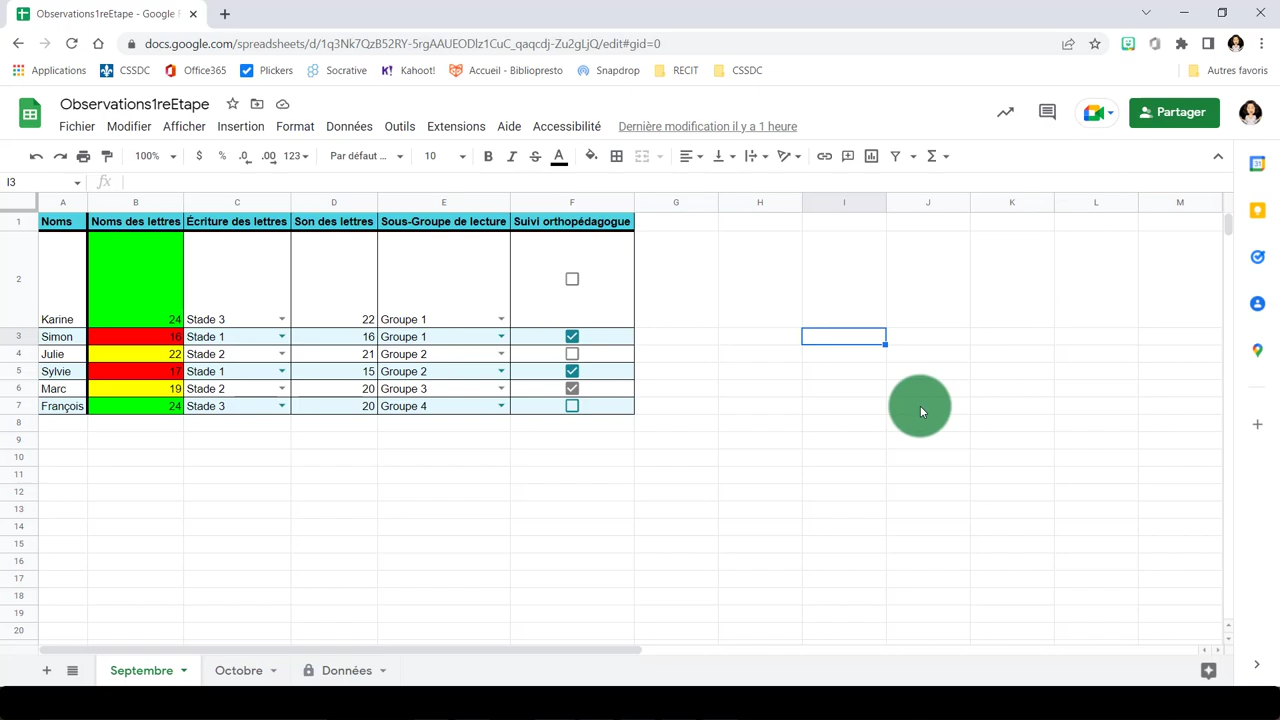 Observations1reEtape - Google F
docs.google.com/spreadsheets/d/1q3Nk7QzB52RY-5rgAAUEODlz1CuC_qaqcdj-Zu2gLjQ/edit#gid=0
Applications CSSDC Office365 Plickers Socrative Kahoot! Accueil - Bibliopresto Snapdrop RECIT CSSDC Autres favoris
Observations1reEtape
Partager
Fichier Modifier Afficher Insertion Format Données Outils Extensions Aide Accessibilité Dernière modification il y a 1 heure
100% $ % .0 .00 123 Par défaut ... 10 B I S A
I3 fx
A B C D E F G H I J K L M
1 Noms Noms des lettres Écriture des lettres Son des lettres Sous-Groupe de lecture Suivi orthopédagogue
2 Karine 24 Stade 3 22 Groupe 1
3 Simon 16 Stade 1 16 Groupe 1
4 Julie 22 Stade 2 21 Groupe 2
5 Sylvie 17 Stade 1 15 Groupe 2
6 Marc 19 Stade 2 20 Groupe 3
7 François 24 Stade 3 20 Groupe 4
8
9
10
11
12
13
14
15
16
17
18
19
20
Septembre Octobre Données